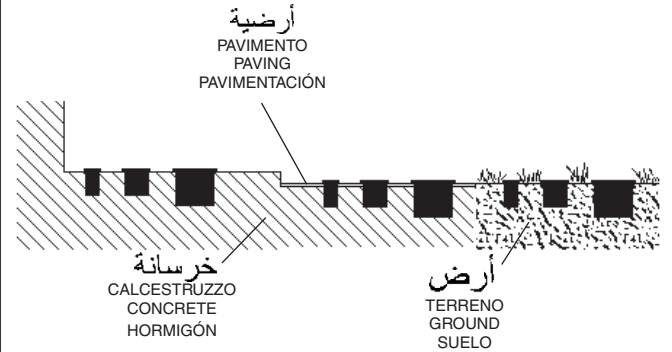 أرضية
PAVIMENTO
PAVING
PAVIMENTACIÓN
خرسانة
CALCESTRUZZO
CONCRETE
HORMIGÓN
أرض
TERRENO
GROUND
SUELO